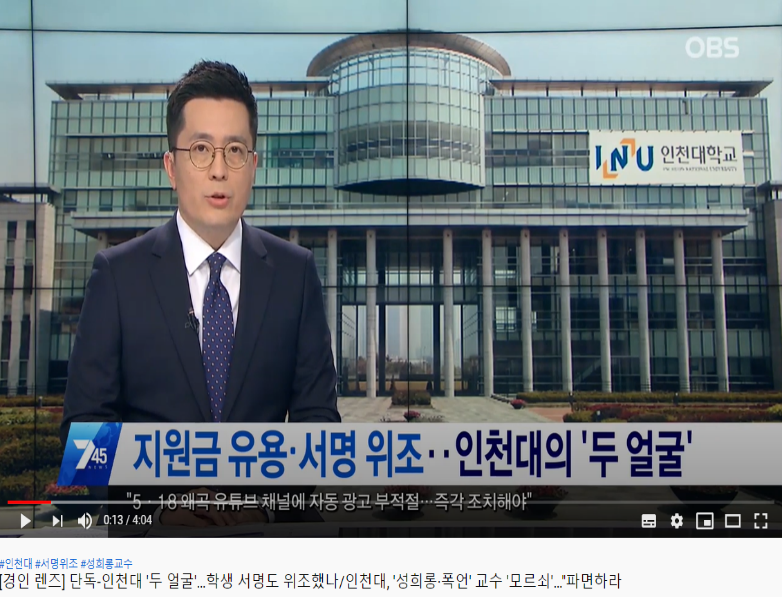 OBS
INU 인천대학교
INCHEON NATIONAL UNIVERSITY
7 45
NEWS
지원금 유용·서명 위조··인천대의 '두 얼굴'
"5·18 왜곡 유튜브 채널에 자동 광고 부적절…즉각 조치해야"
0:13 / 4:04
#인천대 #서명위조 #성희롱교수
[경인 렌즈] 단독-인천대 '두 얼굴'...학생 서명도 위조했나/인천대, '성희롱·폭언' 교수 '모르쇠'..."파면하라